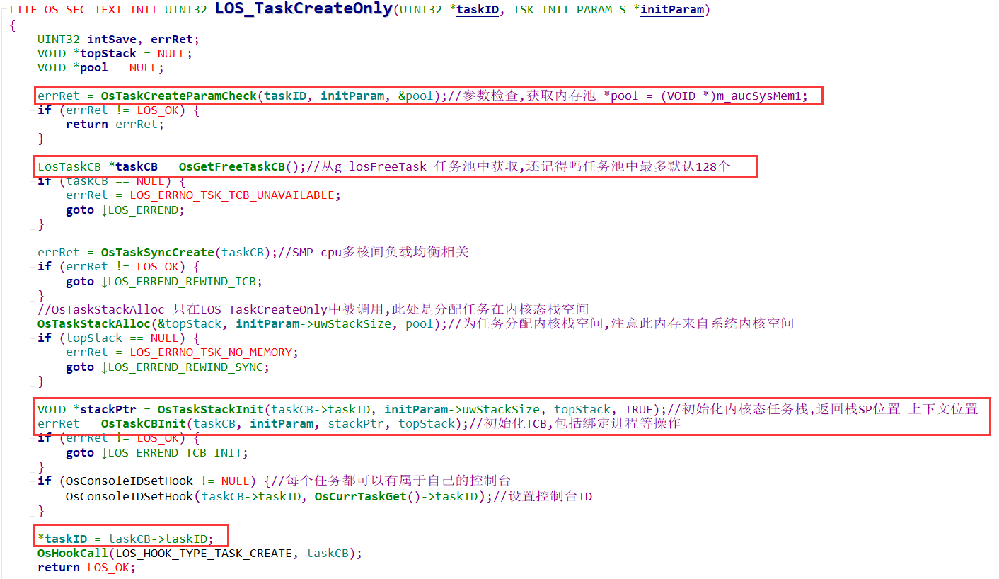 LITE_OS_SEC_TEXT_INIT UINT32 LOS_TaskCreateOnly(UINT32 *taskID, TSK_INIT_PARAM_S *initParam)
{
    UINT32 intSave, errRet;
    VOID *topStack = NULL;
    VOID *pool = NULL;

    errRet = OsTaskCreateParamCheck(taskID, initParam, &pool);//参数检查,获取内存池 *pool = (VOID *)m_aucSysMem1;
    if (errRet != LOS_OK) {
        return errRet;
    }

    LosTaskCB *taskCB = OsGetFreeTaskCB();//从g_losFreeTask 任务池中获取,还记得吗任务池中最多默认128个
    if (taskCB == NULL) {
        errRet = LOS_ERRNO_TSK_TCB_UNAVAILABLE;
        goto ↓LOS_ERREND;
    }

    errRet = OsTaskSyncCreate(taskCB);//SMP cpu多核间负载均衡相关
    if (errRet != LOS_OK) {
        goto ↓LOS_ERREND_REWIND_TCB;
    }
    //OsTaskStackAlloc 只在LOS_TaskCreateOnly中被调用,此处是分配任务在内核态栈空间
    OsTaskStackAlloc(&topStack, initParam->uwStackSize, pool);//为任务分配内核栈空间,注意此内存来自系统内核空间
    if (topStack == NULL) {
        errRet = LOS_ERRNO_TSK_NO_MEMORY;
        goto ↓LOS_ERREND_REWIND_SYNC;
    }

    VOID *stackPtr = OsTaskStackInit(taskCB->taskID, initParam->uwStackSize, topStack, TRUE);//初始化内核态任务栈,返回栈SP位置 上下文位置
    errRet = OsTaskCBInit(taskCB, initParam, stackPtr, topStack);//初始化TCB,包括绑定进程等操作
    if (errRet != LOS_OK) {
        goto ↓LOS_ERREND_TCB_INIT;
    }
    if (OsConsoleIDSetHook != NULL) {//每个任务都可以有属于自己的控制台
        OsConsoleIDSetHook(taskCB->taskID, OsCurrTaskGet()->taskID);//设置控制台ID
    }

    *taskID = taskCB->taskID;
    OsHookCall(LOS_HOOK_TYPE_TASK_CREATE, taskCB);
    return LOS_OK;